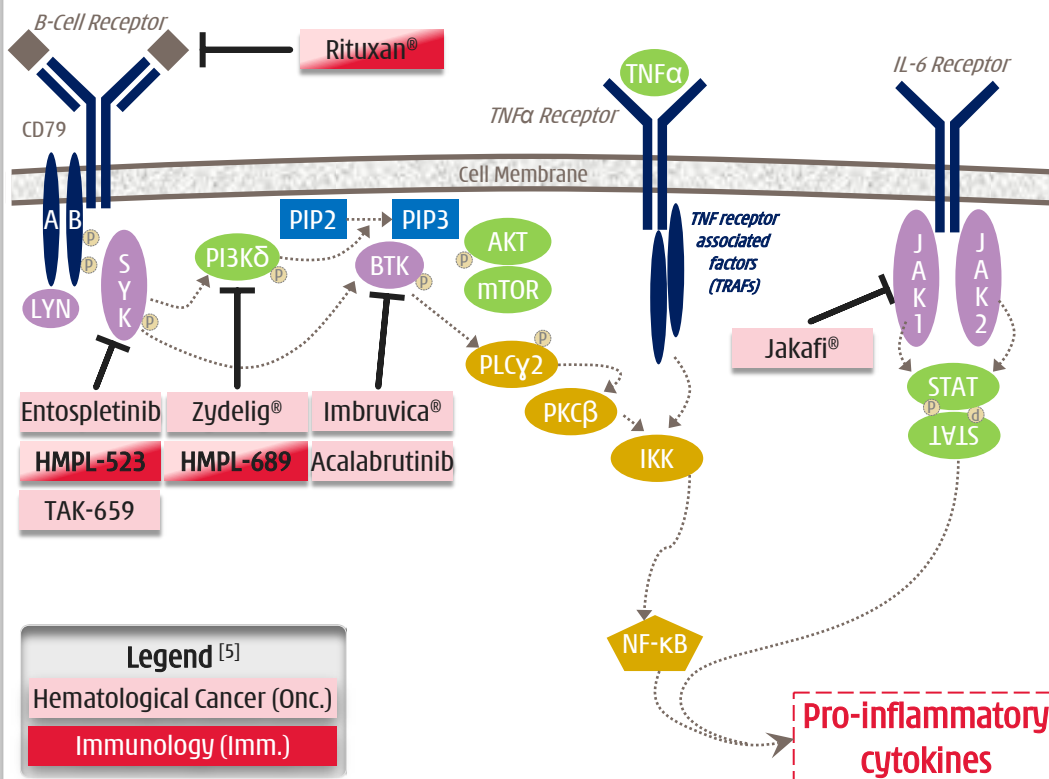 B-Cell Receptor
Rituxan®
CD79
TNFα
TNFα Receptor
IL-6 Receptor
Cell Membrane
A
B
P
P
LYN
SYK
P
PI3Kδ
P
PIP2
PIP3
BTK
P
P
AKT
mTOR
TNF receptor
associated
factors
(TRAFs)
JAK1
JAK2
Jakafi®
P
PLCɣ2
PKCβ
IKK
STAT
P
P
STAT
Entospletinib
Zydelig®
Imbruvica®
HMPL-523
HMPL-689
Acalabrutinib
TAK-659
NF-κB
Legend [5]
Hematological Cancer (Onc.)
Immunology (Imm.)
Pro-inflammatory
cytokines